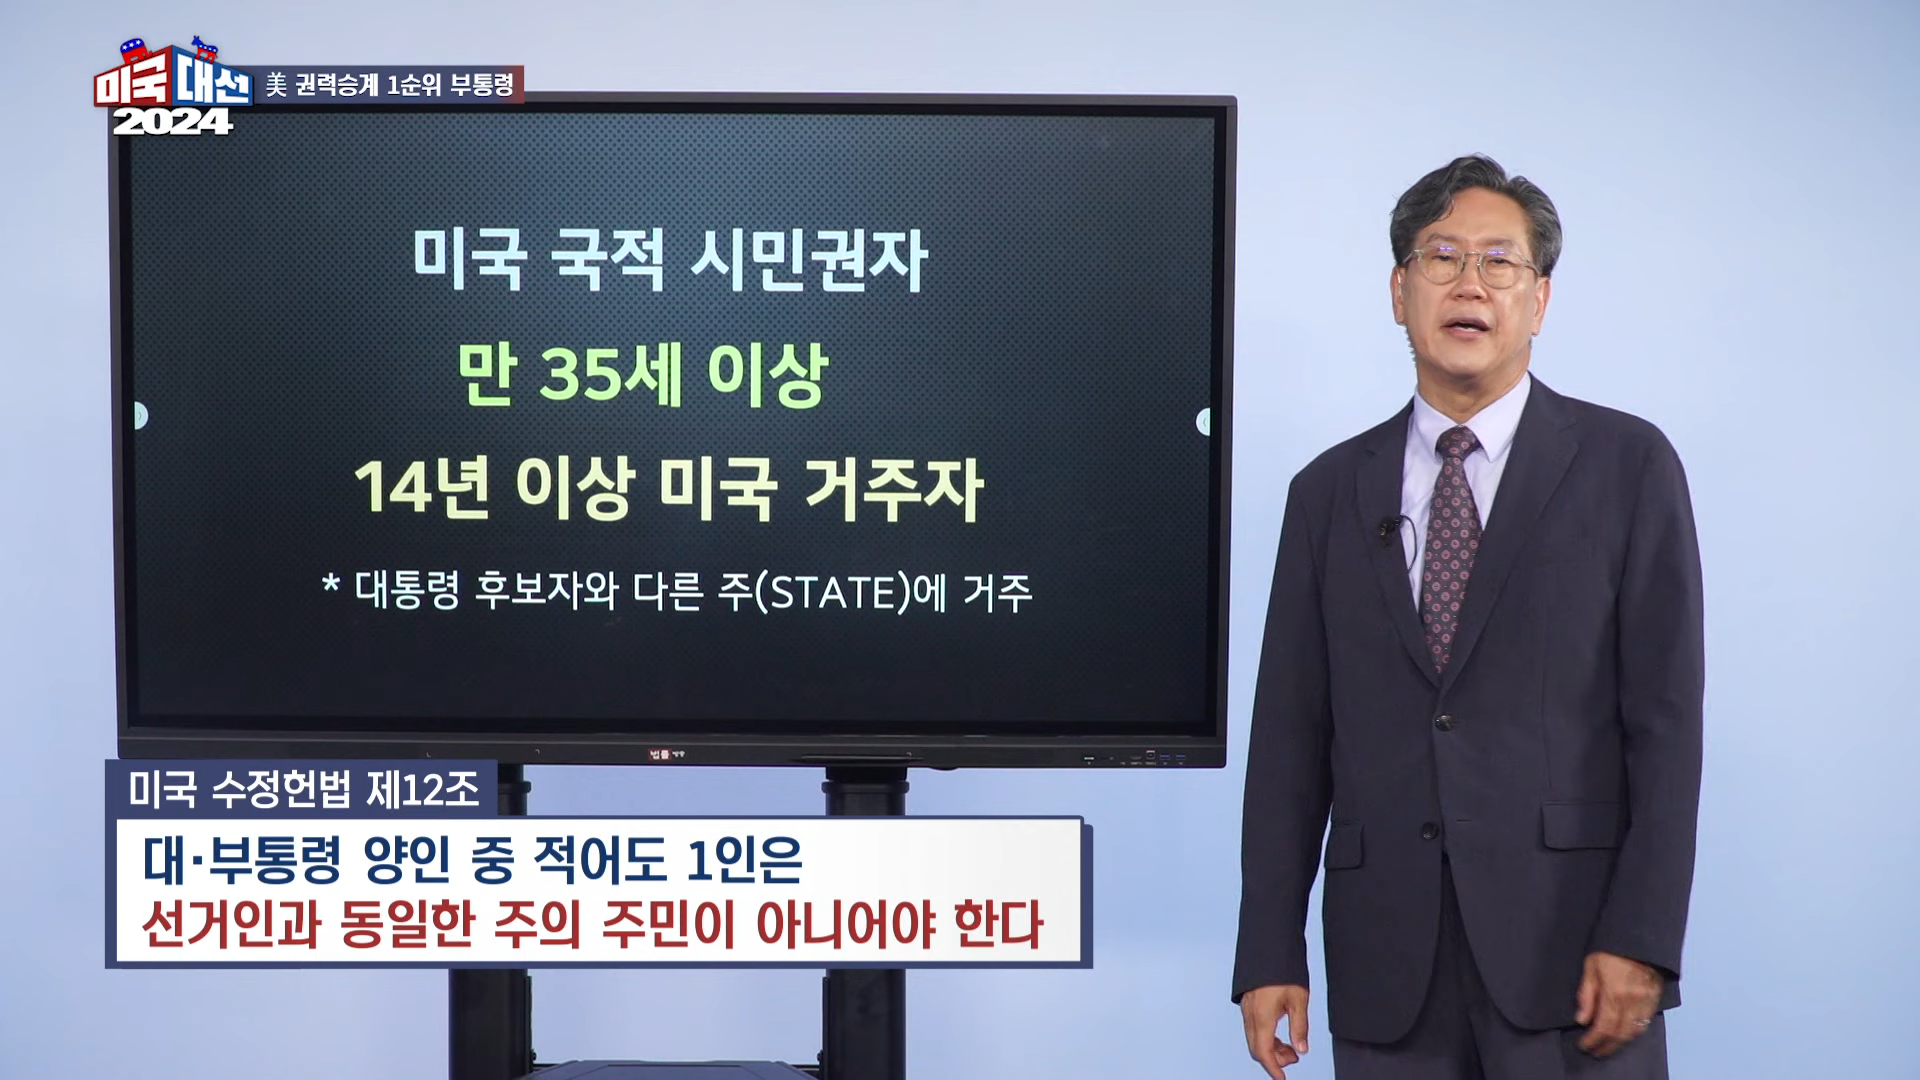 미국 대선
2024
美 권력승계 1순위 부통령
미국 국적 시민권자
만 35세 이상
14년 이상 미국 거주자
* 대통령 후보자와 다른 주(STATE)에 거주
법률방송
미국 수정헌법 제12조
대·부통령 양인 중 적어도 1인은
선거인과 동일한 주의 주민이 아니어야 한다